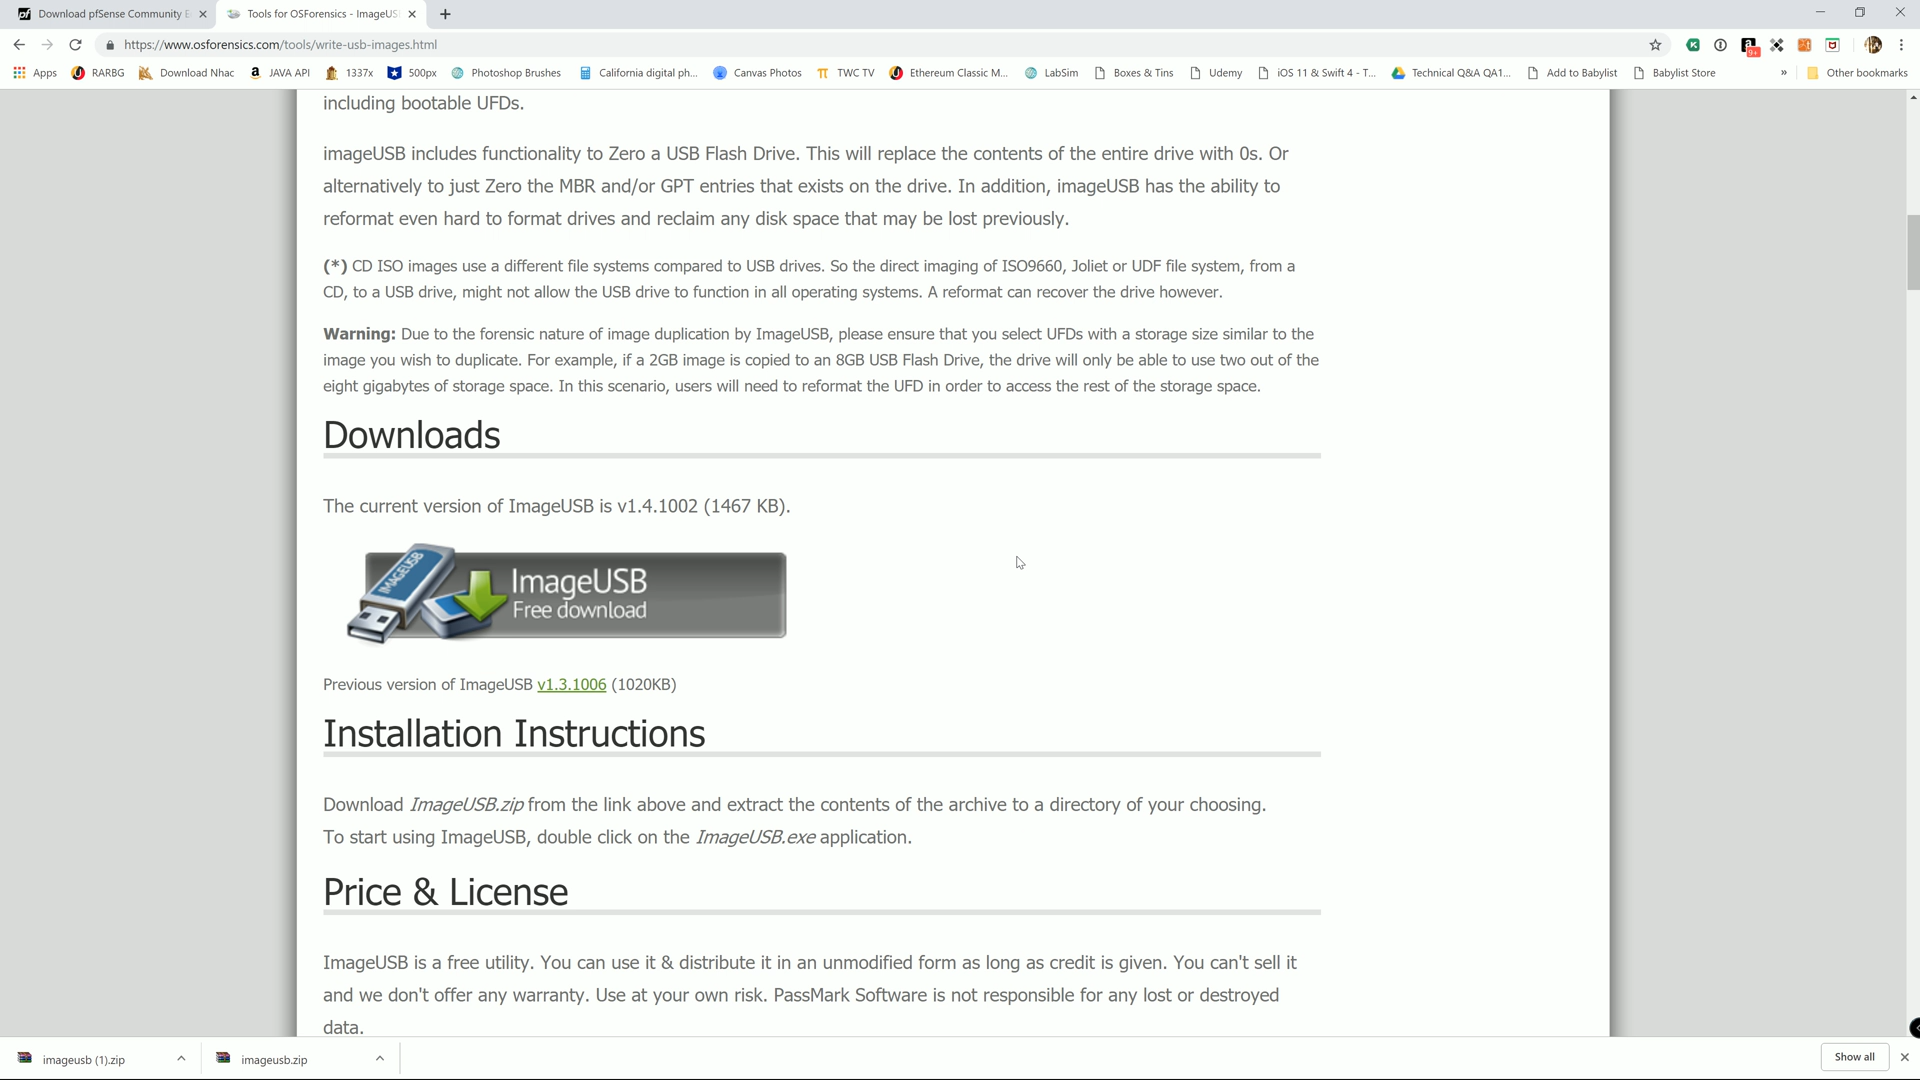 Download pfSense Community E
Tools for OSForensics - ImageUS
https://www.osforensics.com/tools/write-usb-images.html
9+
Apps
RARBG
Download Nhac
JAVA API
1337x
500px
Photoshop Brushes
California digital ph...
Canvas Photos
TWC TV
Ethereum Classic M...
LabSim
Boxes & Tins
Udemy
iOS 11 & Swift 4 - T...
Technical Q&A QA1...
Add to Babylist
Babylist Store
»
Other bookmarks
including bootable UFDs.
imageUSB includes functionality to Zero a USB Flash Drive. This will replace the contents of the entire drive with 0s. Or
alternatively to just Zero the MBR and/or GPT entries that exists on the drive. In addition, imageUSB has the ability to
reformat even hard to format drives and reclaim any disk space that may be lost previously.
(*) CD ISO images use a different file systems compared to USB drives. So the direct imaging of ISO9660, Joliet or UDF file system, from a
CD, to a USB drive, might not allow the USB drive to function in all operating systems. A reformat can recover the drive however.
Warning: Due to the forensic nature of image duplication by ImageUSB, please ensure that you select UFDs with a storage size similar to the
image you wish to duplicate. For example, if a 2GB image is copied to an 8GB USB Flash Drive, the drive will only be able to use two out of the
eight gigabytes of storage space. In this scenario, users will need to reformat the UFD in order to access the rest of the storage space.
Downloads
The current version of ImageUSB is v1.4.1002 (1467 KB).
IMAGEUSB
ImageUSB
Free download
Previous version of ImageUSB v1.3.1006 (1020KB)
Installation Instructions
Download ImageUSB.zip from the link above and extract the contents of the archive to a directory of your choosing.
To start using ImageUSB, double click on the ImageUSB.exe application.
Price & License
ImageUSB is a free utility. You can use it & distribute it in an unmodified form as long as credit is given. You can't sell it
and we don't offer any warranty. Use at your own risk. PassMark Software is not responsible for any lost or destroyed
data.
imageusb (1).zip
imageusb.zip
Show all